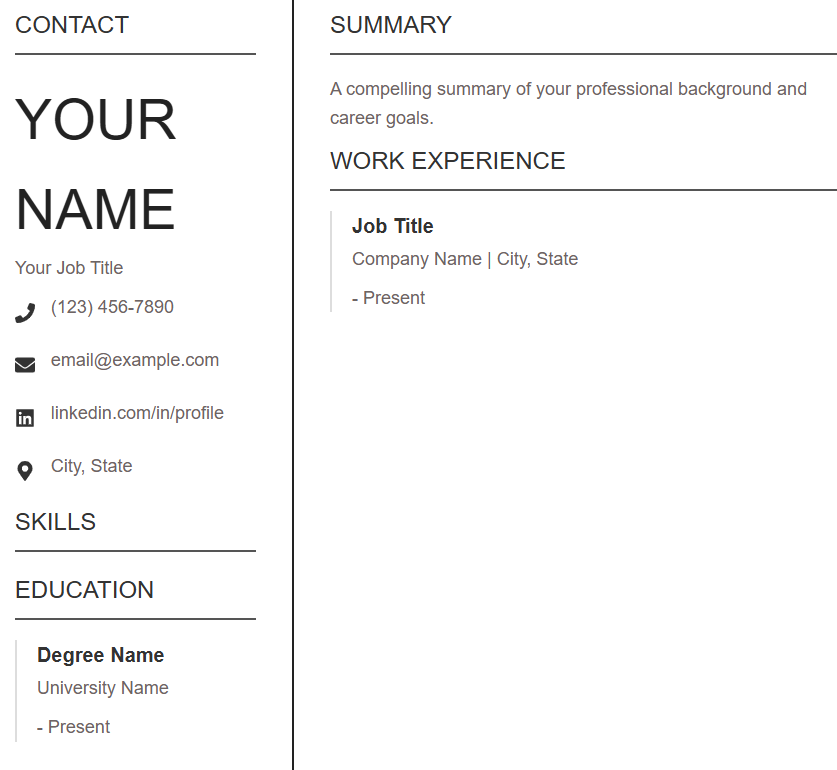 CONTACT
YOUR
NAME
Your Job Title
(123) 456-7890
email@example.com
linkedin.com/in/profile
City, State
SKILLS
EDUCATION
Degree Name
University Name
- Present
SUMMARY
A compelling summary of your professional background and
career goals.
WORK EXPERIENCE
Job Title
Company Name | City, State
- Present